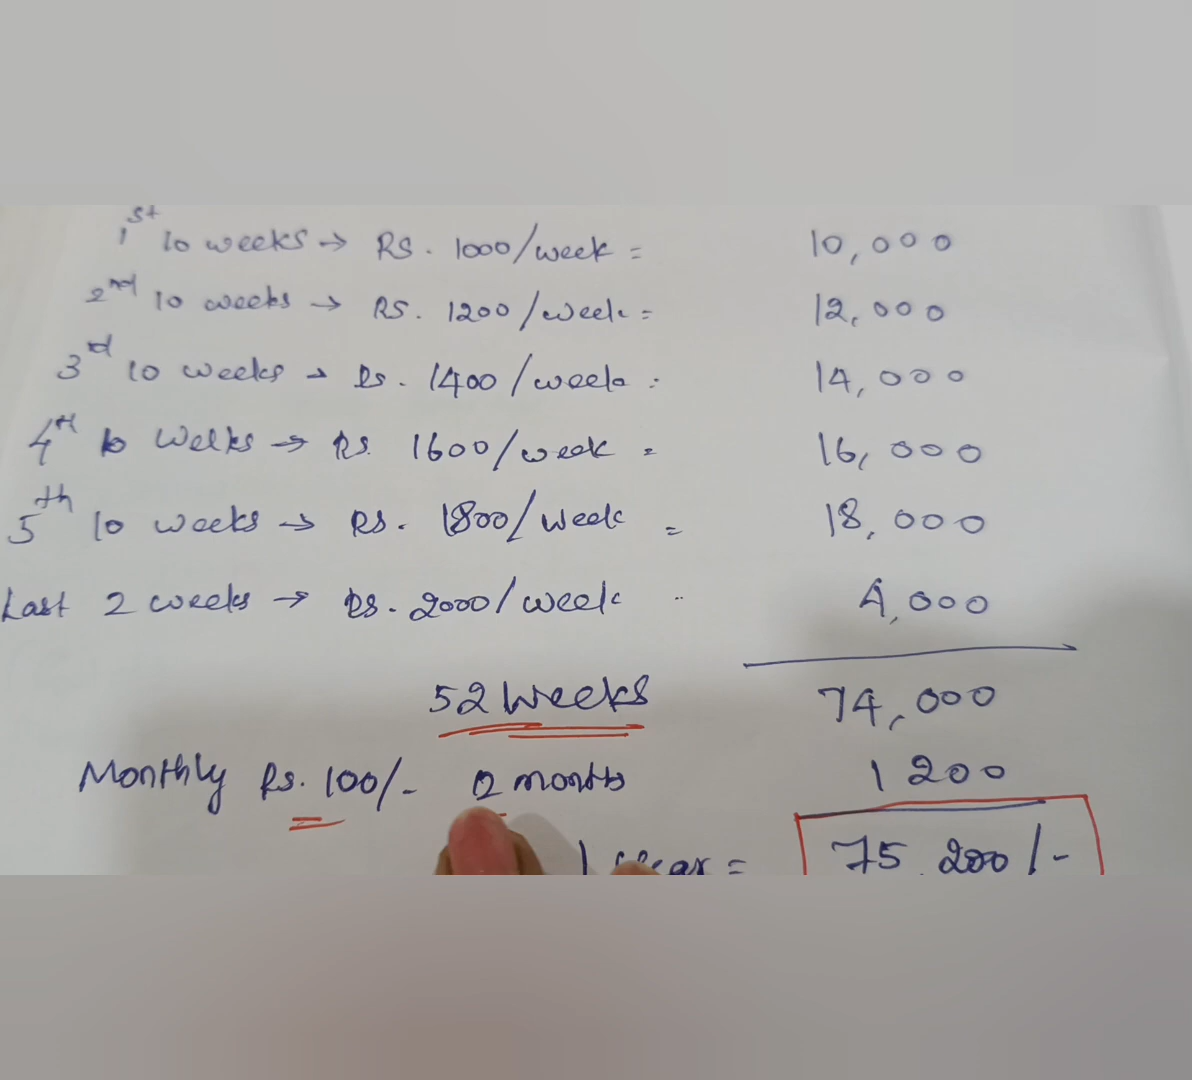 1st 10 weeks → RS. 1000/week = 10,000
2nd 10 weeks → RS. 1200/week = 12,000
3rd 10 weeks → Rs. 1400/week = 14,000
4th 10 weeks → Rs. 1600/week = 16,000
5th 10 weeks → RS. 1800/week = 18,000
Last 2 weeks → Rs. 2000/week - 4,000
52 weeks 74,000
Monthly Rs. 100/- months 1200
1 year = 75,200/-